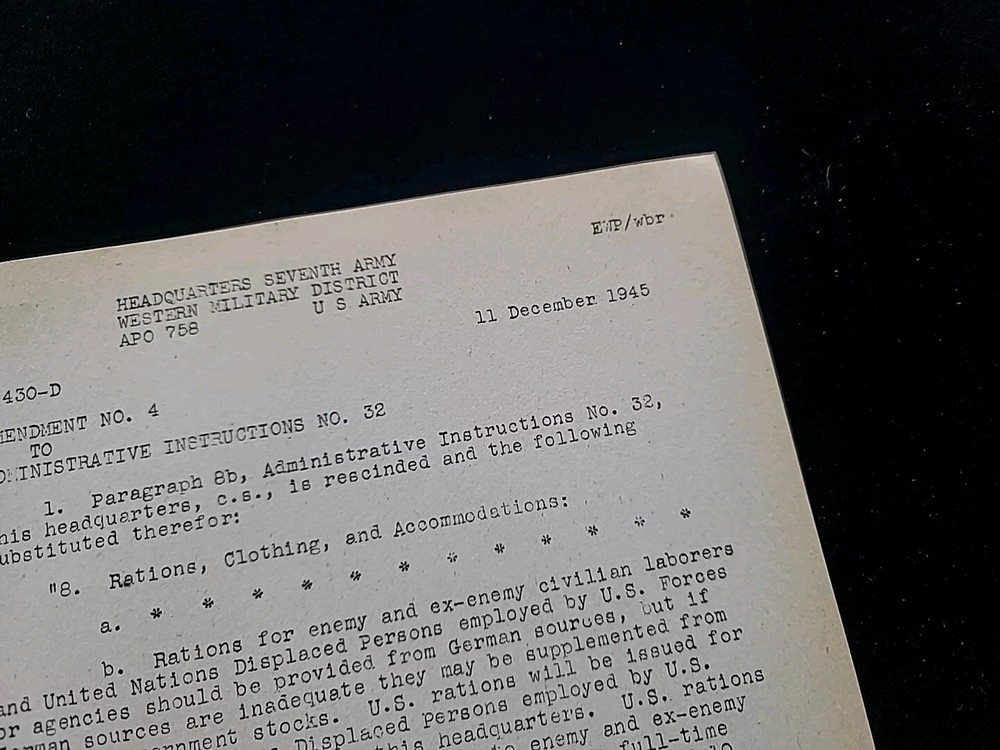 EWP/wbr
HEADQUARTERS SEVENTH ARMY
WESTERN MILITARY DISTRICT
APO 758 U S ARMY
11 December 1945
430-D
MENDMENT NO. 4
TO
DMINISTRATIVE INSTRUCTIONS NO. 32
1. Paragraph 8b, Administrative Instructions No. 32,
his headquarters, c.s., is rescinded and the following
ubstituted therefor:
"8. Rations, Clothing, and Accommodations:
a. * * * * * * * * * * * *
b. Rations for enemy and ex-enemy civilian laborers
and United Nations Displaced Persons employed by U.S. Forces
or agencies should be provided from German sources, but if
erman sources are inadequate they may be supplemented from
ernment stocks. U.S. rations will be issued for
Displaced Persons employed by U.S.
this headquarters. U.S. rations
to enemy and ex-enemy
full-time